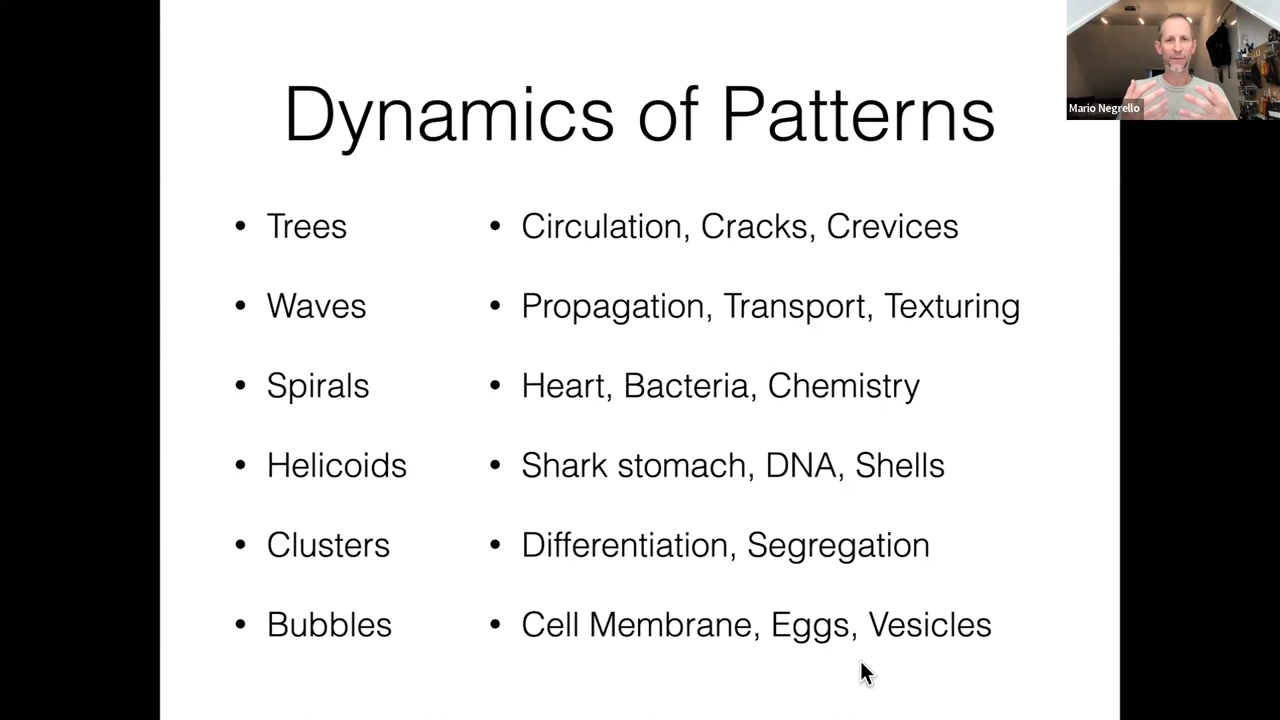 Dynamics of Patterns
Mario Negrello
• Trees
• Circulation, Cracks, Crevices
• Waves
• Propagation, Transport, Texturing
• Spirals
• Heart, Bacteria, Chemistry
• Helicoids
• Shark stomach, DNA, Shells
• Clusters
• Differentiation, Segregation
• Bubbles
• Cell Membrane, Eggs, Vesicles